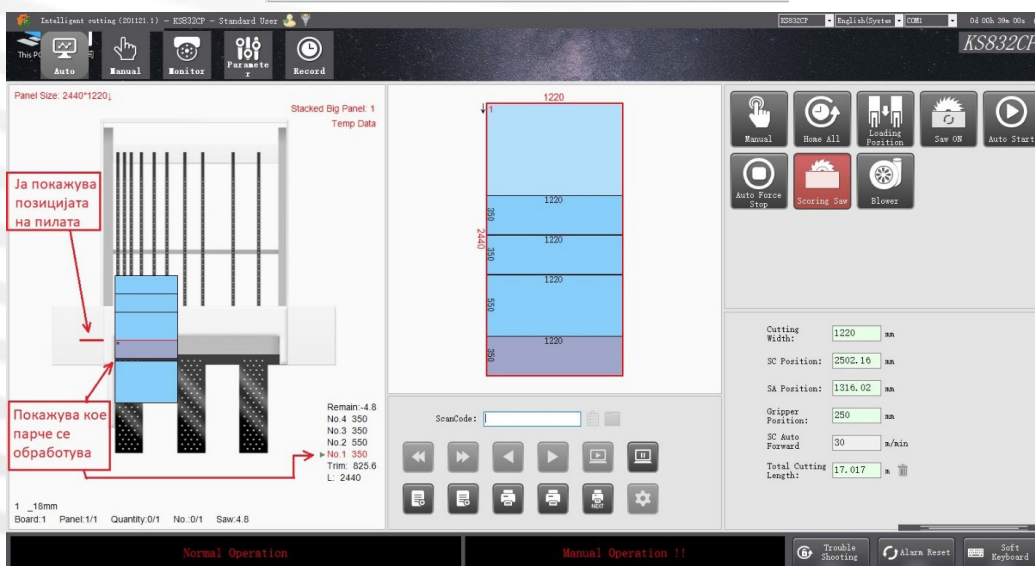 Intelligent cutting (201121.1) - KS832CP - Standard User
KS832CP
English(System
COM1
0d 00h 39m 00s
This PC
Auto
Manual
Monitor
Paramete
r
Record
KS832CP
Panel Size: 2440*1220↓
Stacked Big Panel: 1
Temp Data
Ја покажува
позицијата
на пилата
Покажува кое
парче се
обработува
Remain:-4.8
No.4 350
No.3 350
No.2 550
No.1 350
Trim: 825.6
L: 2440
1 _18mm
Board:1 Panel:1/1 Quantity:0/1 No.:0/1 Saw:4.8
1220
1
1220
350
2440
1220
350
1220
550
1220
350
ScanCode:
NEXT
Manual
Home All
Loading
Position
Saw ON
Auto Start
Auto Force
Stop
Scoring Saw
Blower
Cutting
Width:
1220 mm
SC Position: 2502.16 mm
SA Position: 1316.02 mm
Gripper
Position:
250 mm
SC Auto
Forward
30 m/min
Total Cutting
Length:
17.017 m
Normal Operation
Manual Operation !!
Trouble
Shooting
Alarm Reset
Soft
Keyboard